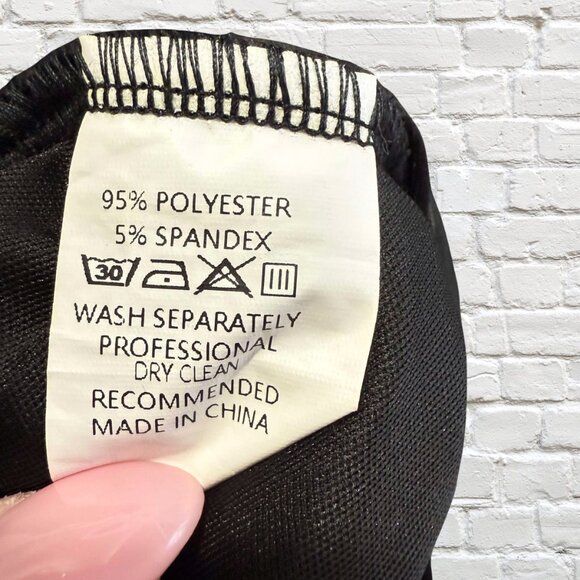 95% POLYESTER
5% SPANDEX
30
WASH SEPARATELY
PROFESSIONAL
DRY CLEAN
RECOMMENDED
MADE IN CHINA